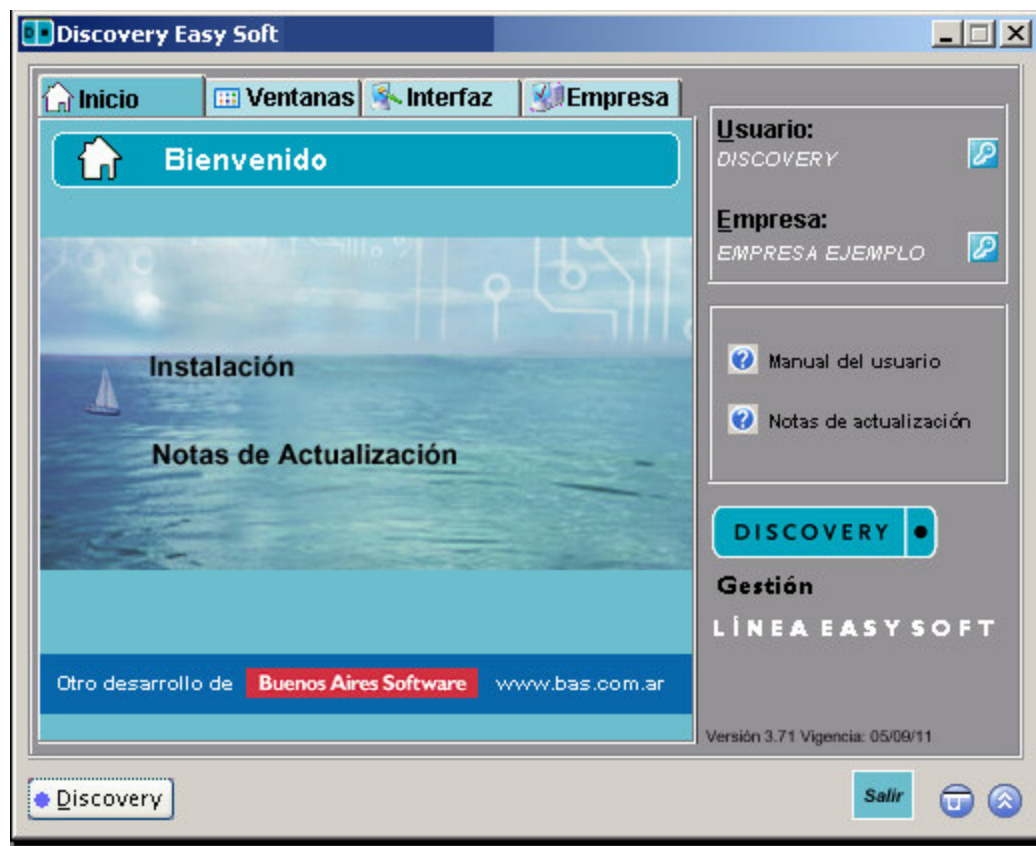 Discovery Easy Soft
Inicio
Ventanas
Interfaz
Empresa
Bienvenido
Instalación
Notas de Actualización
Otro desarrollo de Buenos Aires Software www.bas.com.ar
Usuario:
DISCOVERY
Empresa:
EMPRESA EJEMPLO
Manual del usuario
Notas de actualización
DISCOVERY
Gestión
LÍNEA EASY SOFT
Versión 3.71 Vigencia: 05/09/11
Discovery
Salir